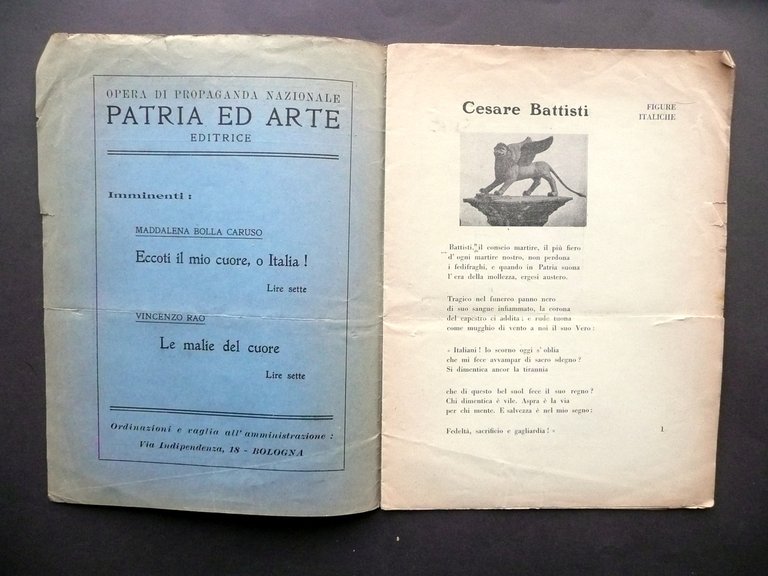 OPERA DI PROPAGANDA NAZIONALE
PATRIA ED ARTE
EDITRICE
Imminenti :
MADDALENA BOLLA CARUSO
Eccoti il mio cuore, o Italia !
Lire sette
VINCENZO RAO
Le malie del cuore
Lire sette
Ordinazioni e vaglia all' amministrazione :
Via Indipendenza, 18 - BOLOGNA
Cesare Battisti
FIGURE
ITALICHE
Battisti, il conscio martire, il più fiero
d' ogni martire nostro, non perdona
i fedifraghi, e quando in Patria suona
l' era della mollezza, ergesi austero.
Tragico nel funereo panno nero
di suo sangue infiammato, la corona
del capestro ci addita ; e rude tuona
come mugghio di vento a noi il suo Vero :
« Italiani ! Io scorno oggi s' oblia
che mi fece avvampar di sacro sdegno ?
Si dimentica ancor la tirannia
che di questo bel suol fece il suo regno ?
Chi dimentica è vile. Aspra è la via
per chi mente. E salvezza è nel mio segno :
Fedeltà, sacrificio e gagliardia ! »
1